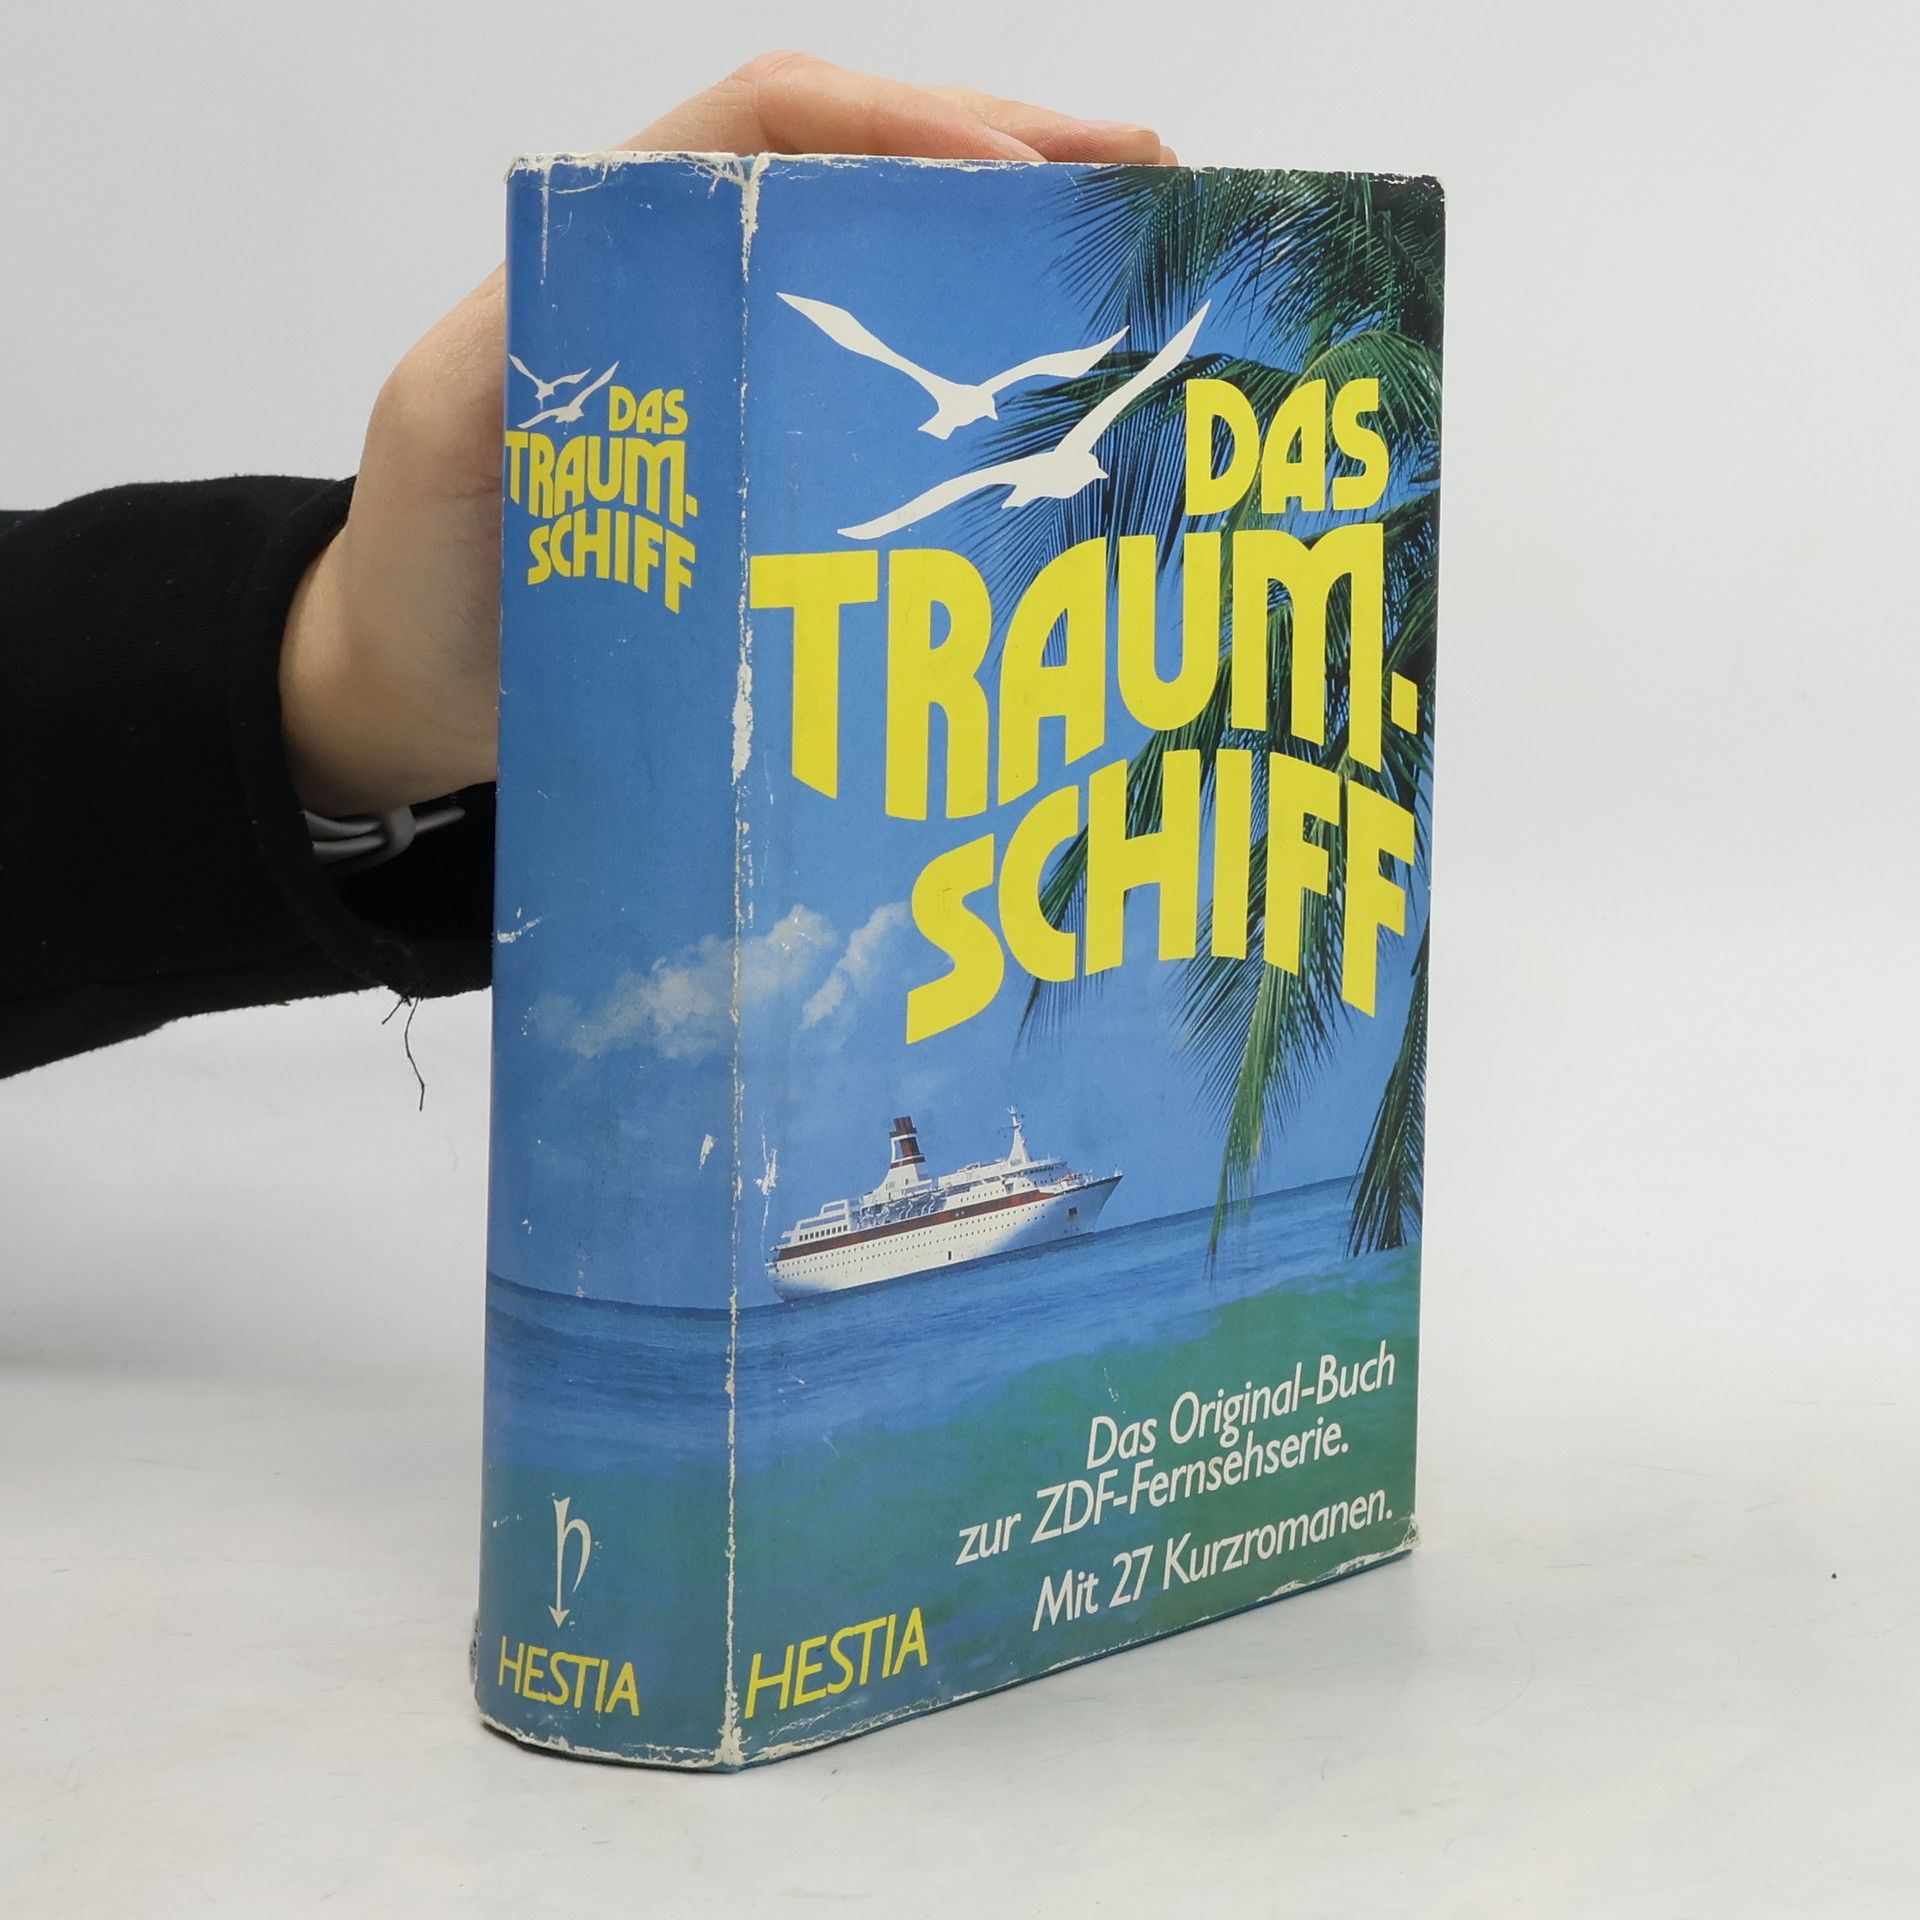 DAS
TRAUM-
SCHIFF
HESTIA
DAS
TRAUM-
SCHIFF
Das Original-Buch
zur ZDF-Fernsehserie.
Mit 27 Kurzromanen.
HESTIA